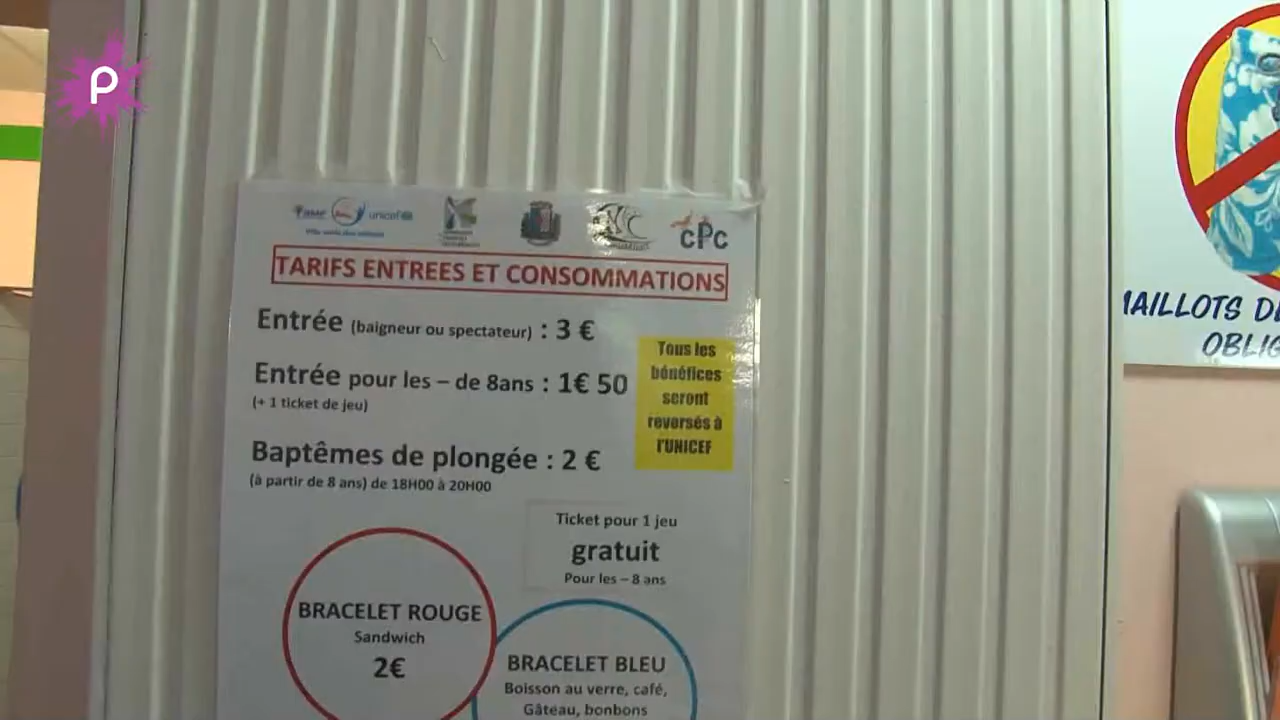 P
unicef
cPc
TARIFS ENTREES ET CONSOMMATIONS
Entrée (baigneur ou spectateur) : 3 €
Entrée pour les – de 8ans : 1€ 50
(+ 1 ticket de jeu)
Tous les
bénéfices
seront
reversés à
l'UNICEF
Baptêmes de plongée : 2 €
(à partir de 8 ans) de 18H00 à 20H00
Ticket pour 1 jeu
gratuit
Pour les – 8 ans
BRACELET ROUGE
Sandwich
2€
BRACELET BLEU
Boisson au verre, café,
Gâteau, bonbons
MAILLOTS DE
OBLIG